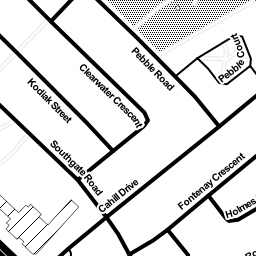 Pebble Court
Pebble Road
Clearwater Crescent
Kodiak Street
Southgate Road
Cahill Drive
Fontenay Crescent
Holmes